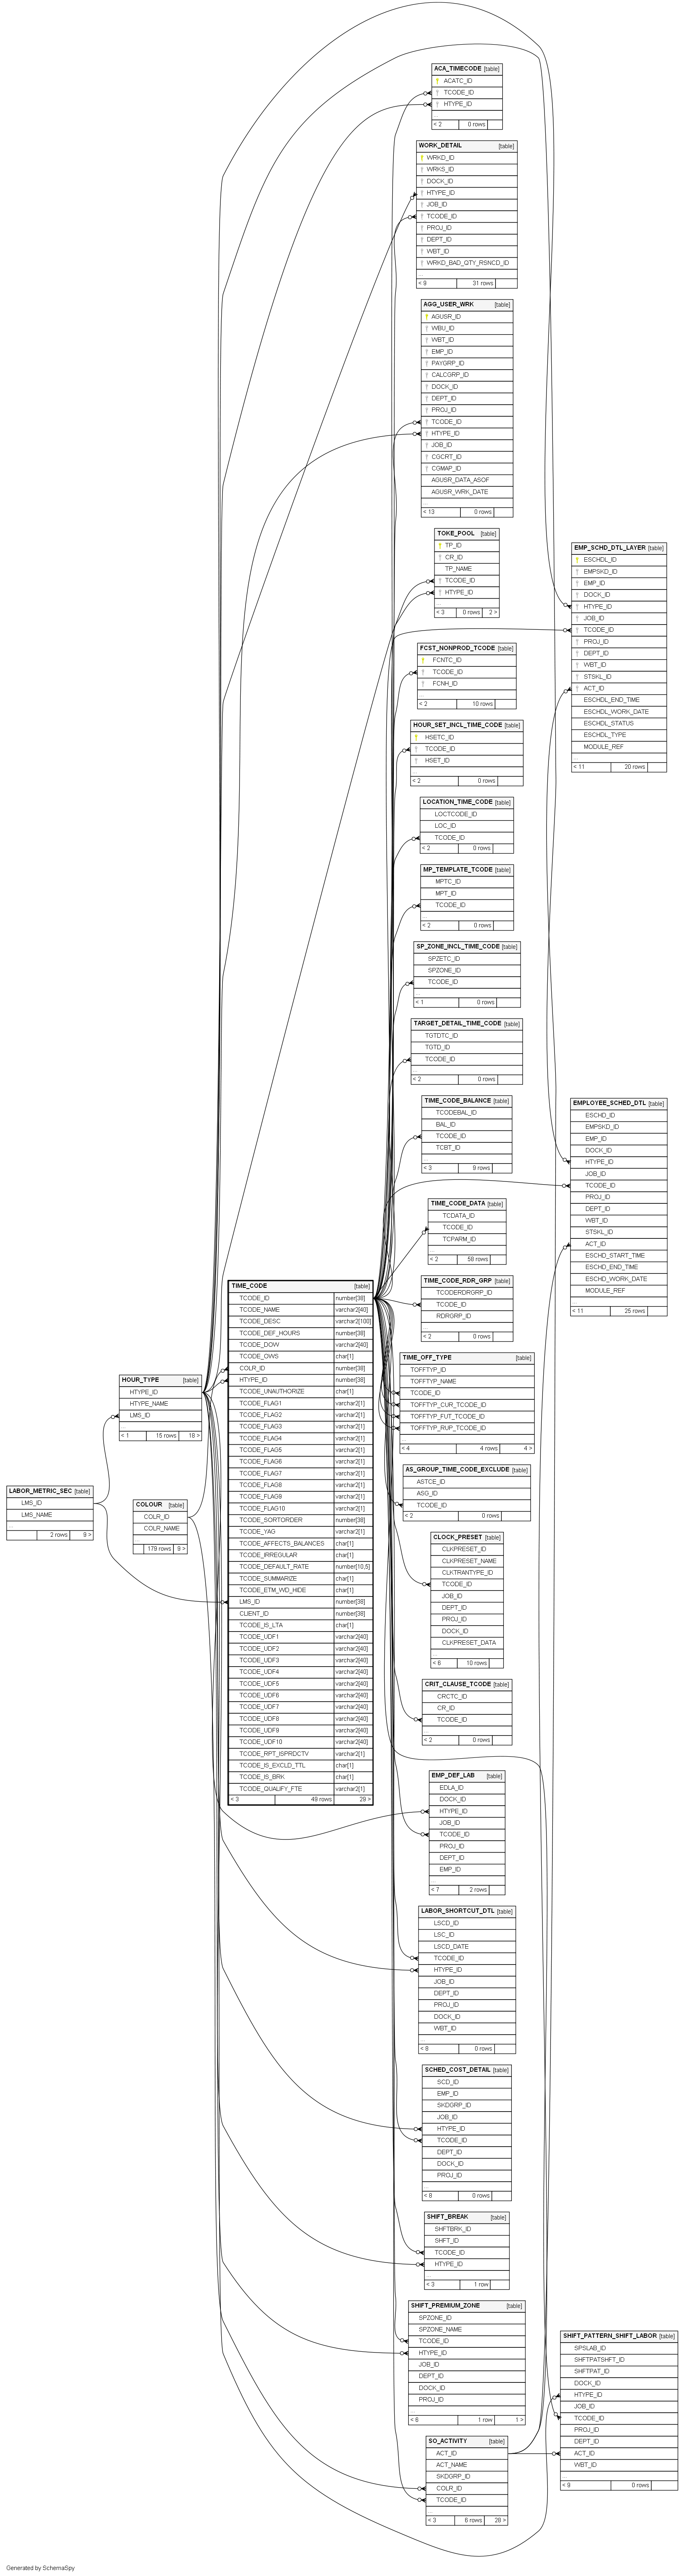 ACA_TIMECODE [table]
ACATC_ID
TCODE_ID
HTYPE_ID
...
< 2 0 rows
WORK_DETAIL [table]
WRKD_ID
WRKS_ID
DOCK_ID
HTYPE_ID
JOB_ID
TCODE_ID
PROJ_ID
DEPT_ID
WBT_ID
WRKD_BAD_QTY_RSNCD_ID
...
< 9 31 rows
AGG_USER_WRK [table]
AGUSR_ID
WBU_ID
WBT_ID
EMP_ID
PAYGRP_ID
CALCGRP_ID
DOCK_ID
DEPT_ID
PROJ_ID
TCODE_ID
HTYPE_ID
JOB_ID
CGCRT_ID
CGMAP_ID
AGUSR_DATA_ASOF
AGUSR_WRK_DATE
...
< 13 0 rows
TOKE_POOL [table]
TP_ID
CR_ID
TP_NAME
TCODE_ID
HTYPE_ID
...
< 3 0 rows 2 >
EMP_SCHD_DTL_LAYER [table]
ESCHDL_ID
EMPSKD_ID
EMP_ID
DOCK_ID
HTYPE_ID
JOB_ID
TCODE_ID
PROJ_ID
DEPT_ID
WBT_ID
STSKL_ID
ACT_ID
ESCHDL_END_TIME
ESCHDL_WORK_DATE
ESCHDL_STATUS
ESCHDL_TYPE
MODULE_REF
...
< 11 20 rows
FCST_NONPROD_TCODE [table]
FCNTC_ID
TCODE_ID
FCNH_ID
...
< 2 10 rows
HOUR_SET_INCL_TIME_CODE [table]
HSETC_ID
TCODE_ID
HSET_ID
...
< 2 0 rows
LOCATION_TIME_CODE [table]
LOCTCODE_ID
LOC_ID
TCODE_ID
< 2 0 rows
MP_TEMPLATE_TCODE [table]
MPTC_ID
MPT_ID
TCODE_ID
...
< 2 0 rows
SP_ZONE_INCL_TIME_CODE [table]
SPZETC_ID
SPZONE_ID
TCODE_ID
...
< 1 0 rows
TARGET_DETAIL_TIME_CODE [table]
TGTDTC_ID
TGTD_ID
TCODE_ID
...
< 2 0 rows
TIME_CODE_BALANCE [table]
TCODEBAL_ID
BAL_ID
TCODE_ID
TCBT_ID
...
< 3 9 rows
EMPLOYEE_SCHED_DTL [table]
ESCHD_ID
EMPSKD_ID
EMP_ID
DOCK_ID
HTYPE_ID
JOB_ID
TCODE_ID
PROJ_ID
DEPT_ID
WBT_ID
STSKL_ID
ACT_ID
ESCHD_START_TIME
ESCHD_END_TIME
ESCHD_WORK_DATE
MODULE_REF
...
< 11 25 rows
TIME_CODE_DATA [table]
TCDATA_ID
TCODE_ID
TCPARM_ID
...
< 2 58 rows
TIME_CODE_RDR_GRP [table]
TCODERDRGRP_ID
TCODE_ID
RDRGRP_ID
...
< 2 0 rows
TIME_CODE [table]
TCODE_ID number[38]
TCODE_NAME varchar2[40]
TCODE_DESC varchar2[100]
TCODE_DEF_HOURS number[38]
TCODE_DOW varchar2[40]
TCODE_OWS char[1]
COLR_ID number[38]
HTYPE_ID number[38]
TCODE_UNAUTHORIZE char[1]
TCODE_FLAG1 varchar2[1]
TCODE_FLAG2 varchar2[1]
TCODE_FLAG3 varchar2[1]
TCODE_FLAG4 varchar2[1]
TCODE_FLAG5 varchar2[1]
TCODE_FLAG6 varchar2[1]
TCODE_FLAG7 varchar2[1]
TCODE_FLAG8 varchar2[1]
TCODE_FLAG9 varchar2[1]
TCODE_FLAG10 varchar2[1]
TCODE_SORTORDER number[38]
TCODE_YAG varchar2[1]
TCODE_AFFECTS_BALANCES char[1]
TCODE_IRREGULAR char[1]
TCODE_DEFAULT_RATE number[10,5]
TCODE_SUMMARIZE char[1]
TCODE_ETM_WD_HIDE char[1]
LMS_ID number[38]
CLIENT_ID number[38]
TCODE_IS_LTA char[1]
TCODE_UDF1 varchar2[40]
TCODE_UDF2 varchar2[40]
TCODE_UDF3 varchar2[40]
TCODE_UDF4 varchar2[40]
TCODE_UDF5 varchar2[40]
TCODE_UDF6 varchar2[40]
TCODE_UDF7 varchar2[40]
TCODE_UDF8 varchar2[40]
TCODE_UDF9 varchar2[40]
TCODE_UDF10 varchar2[40]
TCODE_RPT_ISPRDCTV varchar2[1]
TCODE_IS_EXCLD_TTL char[1]
TCODE_IS_BRK char[1]
TCODE_QUALIFY_FTE varchar2[1]
< 3 49 rows 29 >
TIME_OFF_TYPE [table]
TOFFTYP_ID
TOFFTYP_NAME
TCODE_ID
TOFFTYP_CUR_TCODE_ID
TOFFTYP_FUT_TCODE_ID
TOFFTYP_RUP_TCODE_ID
...
< 4 4 rows 4 >
HOUR_TYPE [table]
HTYPE_ID
HTYPE_NAME
LMS_ID
...
< 1 15 rows 18 >
AS_GROUP_TIME_CODE_EXCLUDE [table]
ASTCE_ID
ASG_ID
TCODE_ID
< 2 0 rows
LABOR_METRIC_SEC [table]
LMS_ID
LMS_NAME
...
2 rows 9 >
COLOUR [table]
COLR_ID
COLR_NAME
...
179 rows 9 >
CLOCK_PRESET [table]
CLKPRESET_ID
CLKPRESET_NAME
CLKTRANTYPE_ID
TCODE_ID
JOB_ID
DEPT_ID
PROJ_ID
DOCK_ID
CLKPRESET_DATA
...
< 6 10 rows
CRIT_CLAUSE_TCODE [table]
CRCTC_ID
CR_ID
TCODE_ID
...
< 2 0 rows
EMP_DEF_LAB [table]
EDLA_ID
DOCK_ID
HTYPE_ID
JOB_ID
TCODE_ID
PROJ_ID
DEPT_ID
EMP_ID
...
< 7 2 rows
LABOR_SHORTCUT_DTL [table]
LSCD_ID
LSC_ID
LSCD_DATE
TCODE_ID
HTYPE_ID
JOB_ID
DEPT_ID
PROJ_ID
DOCK_ID
WBT_ID
...
< 8 0 rows
SCHED_COST_DETAIL [table]
SCD_ID
EMP_ID
SKDGRP_ID
JOB_ID
HTYPE_ID
TCODE_ID
DEPT_ID
DOCK_ID
PROJ_ID
...
< 8 0 rows
SHIFT_BREAK [table]
SHFTBRK_ID
SHFT_ID
TCODE_ID
HTYPE_ID
...
< 3 1 row
SHIFT_PREMIUM_ZONE [table]
SPZONE_ID
SPZONE_NAME
TCODE_ID
HTYPE_ID
JOB_ID
DEPT_ID
DOCK_ID
PROJ_ID
...
< 6 1 row 1 >
SHIFT_PATTERN_SHIFT_LABOR [table]
SPSLAB_ID
SHFTPATSHFT_ID
SHFTPAT_ID
DOCK_ID
HTYPE_ID
JOB_ID
TCODE_ID
PROJ_ID
DEPT_ID
ACT_ID
WBT_ID
...
< 9 0 rows
SO_ACTIVITY [table]
ACT_ID
ACT_NAME
SKDGRP_ID
COLR_ID
TCODE_ID
...
< 3 6 rows 28 >
Generated by SchemaSpy